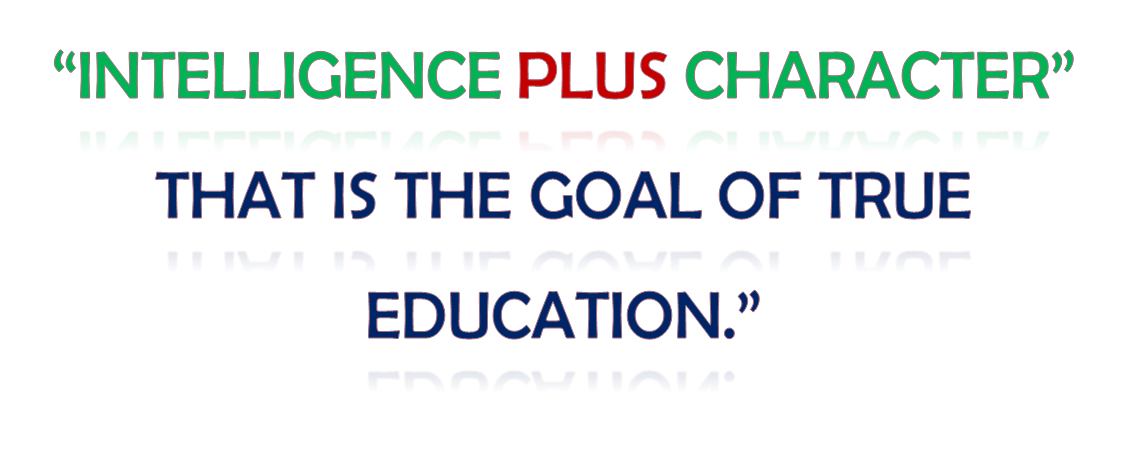 “INTELLIGENCE PLUS CHARACTER”
THAT IS THE GOAL OF TRUE
EDUCATION.”